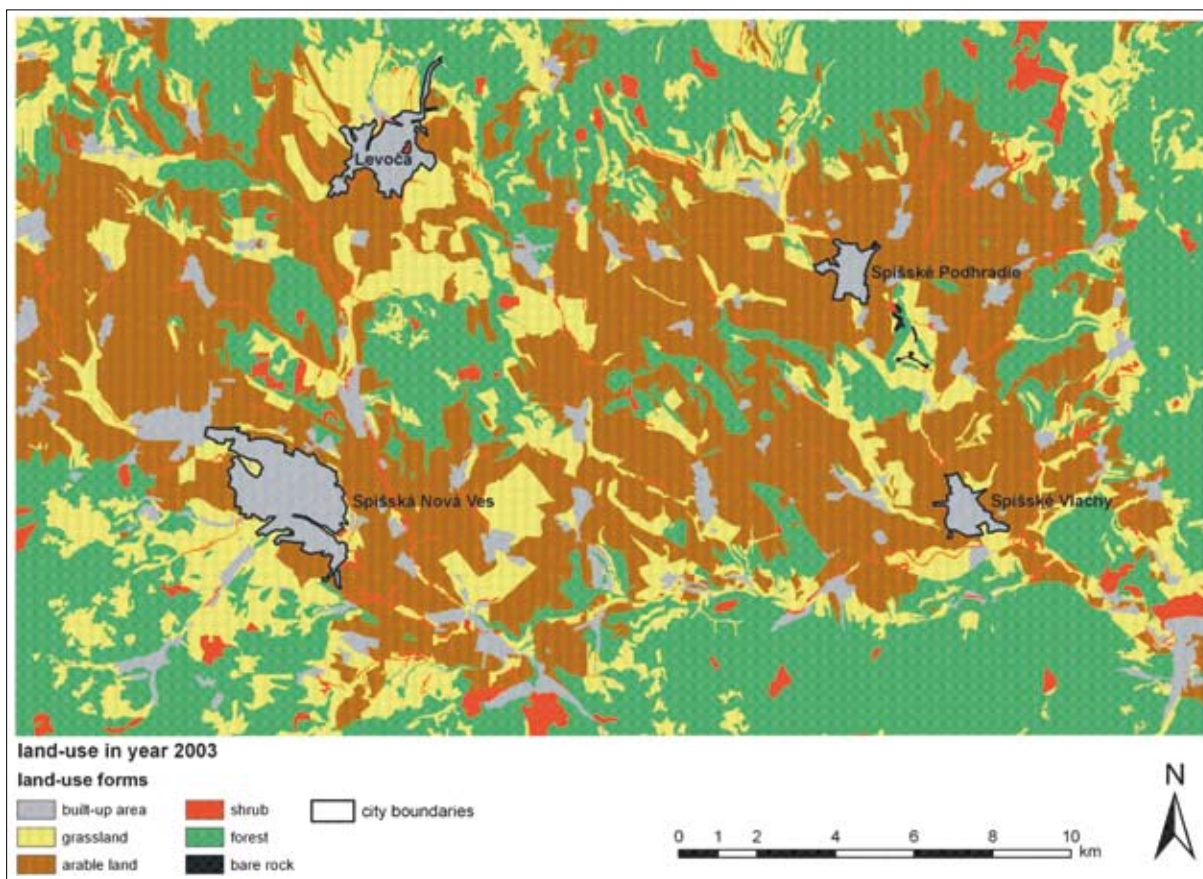 Levoča
Spišské Podhradie
Spišská Nová Ves
Spišské Vlachy
land-use in year 2003
land-use forms
built-up area
grassland
arable land
shrub
forest
bare rock
city boundaries
0 1 2 4 6 8 10
km
N